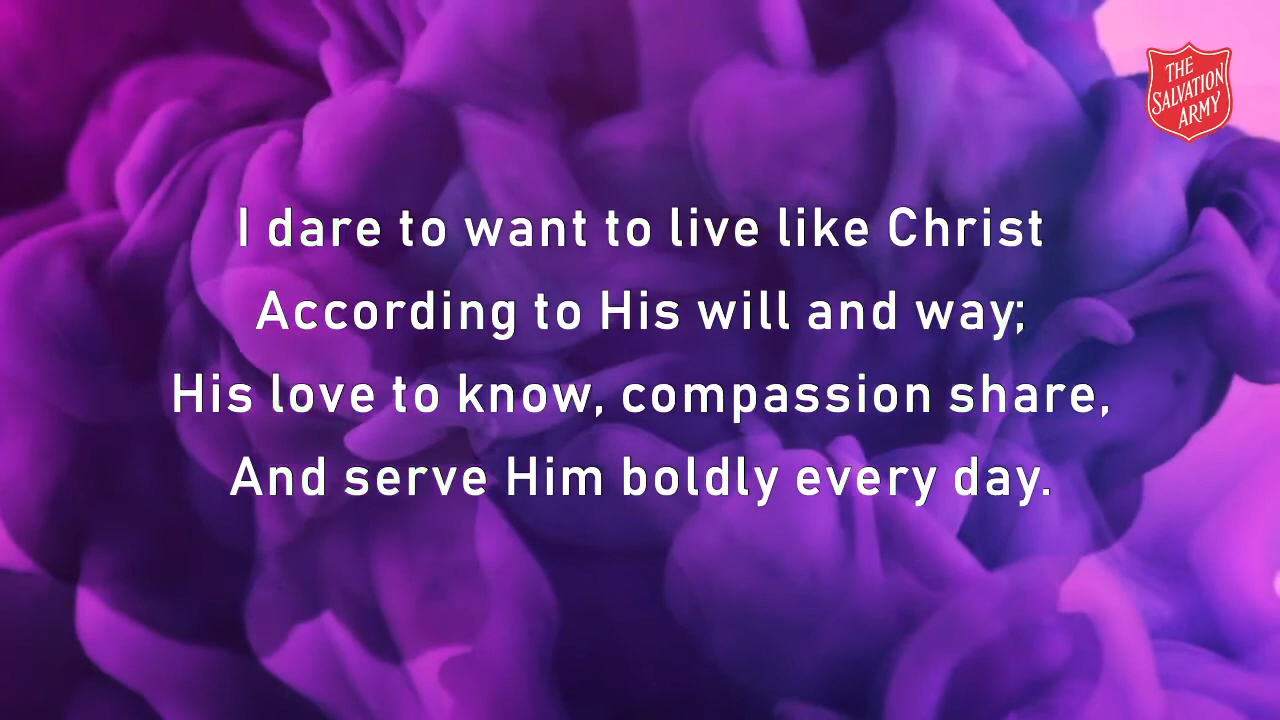 THE
SALVATION
ARMY
I dare to want to live like Christ
According to His will and way;
His love to know, compassion share,
And serve Him boldly every day.